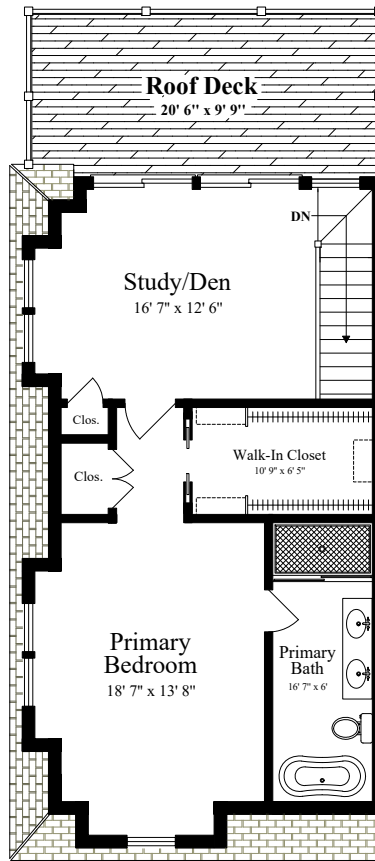 Roof Deck
20' 6" x 9' 9"
DN
Study/Den
16' 7" x 12' 6"
Clos.
Walk-In Closet
10' 9" x 6' 5"
Clos.
Primary
Bedroom
18' 7" x 13' 8"
Primary
Bath
16' 7" x 6'